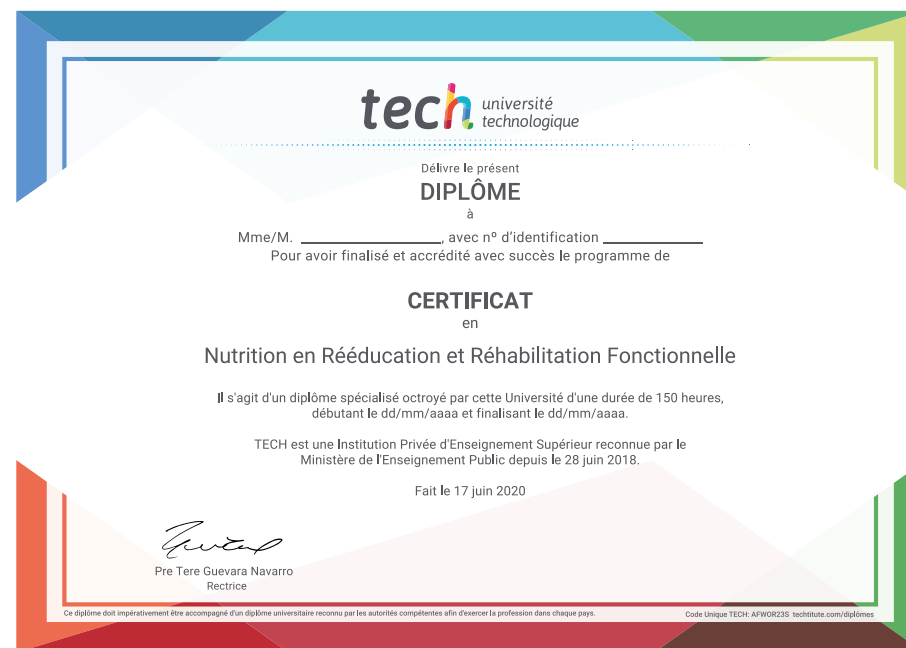 tech université
technologique
Délivre le présent
DIPLÔME
à
Mme/M. ____________________, avec nº d'identification ______________
Pour avoir finalisé et accrédité avec succès le programme de
CERTIFICAT
en
Nutrition en Rééducation et Réhabilitation Fonctionnelle
Il s'agit d'un diplôme spécialisé octroyé par cette Université d'une durée de 150 heures,
débutant le dd/mm/aaaa et finalisant le dd/mm/aaaa.
TECH est une Institution Privée d'Enseignement Supérieur reconnue par le
Ministère de l'Enseignement Public depuis le 28 juin 2018.
Fait le 17 juin 2020
Pre Tere Guevara Navarro
Rectrice
Ce diplôme doit impérativement être accompagné d'un diplôme universitaire reconnu par les autorités compétentes afin d'exercer la profession dans chaque pays.
Code Unique TECH: AFWOR23S techtitute.com/diplômes